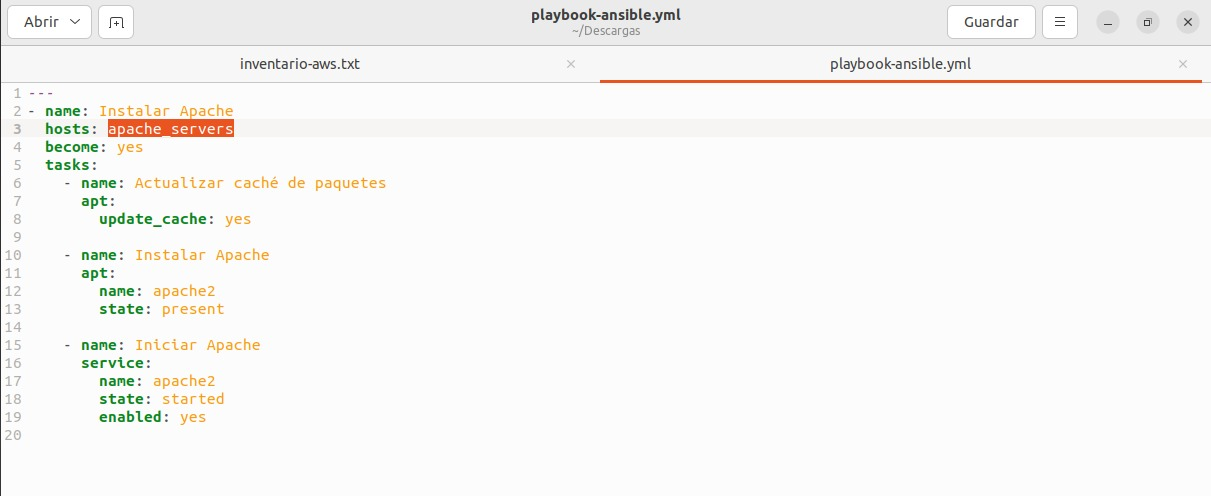 Abrir
playbook-ansible.yml
~/Descargas
Guardar
inventario-aws.txt
playbook-ansible.yml
1 ---
2 - name: Instalar Apache
3   hosts: apache_servers
4   become: yes
5   tasks:
6     - name: Actualizar caché de paquetes
7       apt:
8         update_cache: yes
9
10     - name: Instalar Apache
11       apt:
12         name: apache2
13         state: present
14
15     - name: Iniciar Apache
16       service:
17         name: apache2
18         state: started
19         enabled: yes
20